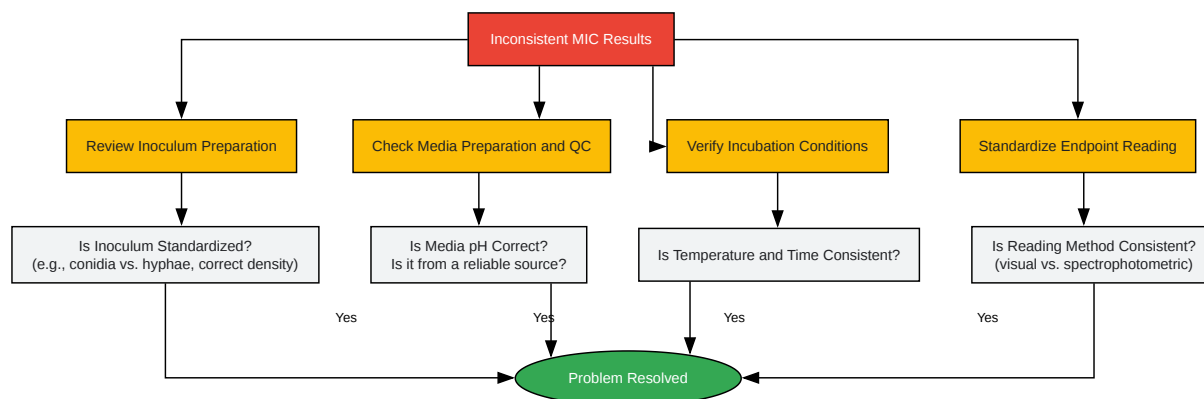 Inconsistent MIC Results
Review Inoculum Preparation
Check Media Preparation and QC
Verify Incubation Conditions
Standardize Endpoint Reading
Is Inoculum Standardized?
(e.g., conidia vs. hyphae, correct density)
Is Media pH Correct?
Is it from a reliable source?
Is Temperature and Time Consistent?
Is Reading Method Consistent?
(visual vs. spectrophotometric)
Yes
Yes
Yes
Yes
Problem Resolved